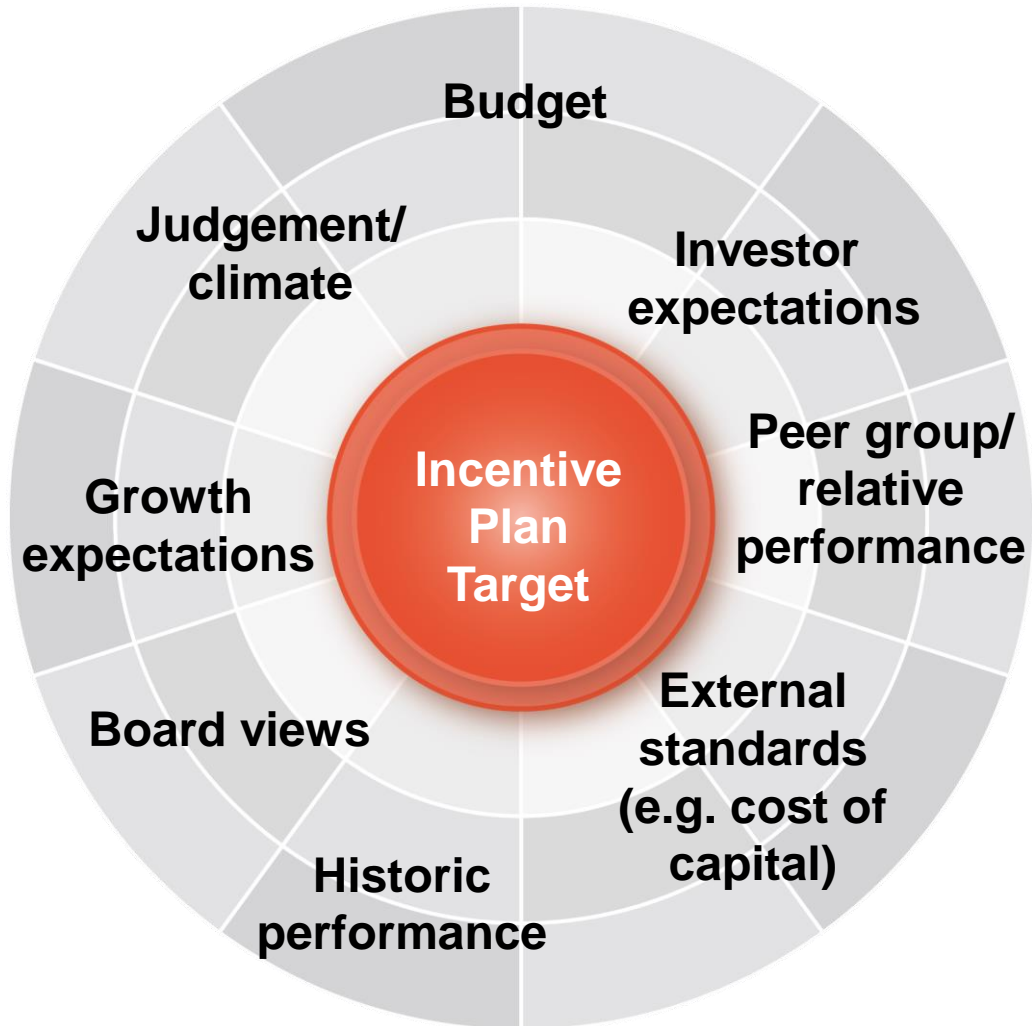 Budget
Judgement/
climate
Investor
expectations
Peer group/
relative
performance
Growth
expectations
Incentive
Plan
Target
External
standards
(e.g. cost of
capital)
Board views
Historic
performance